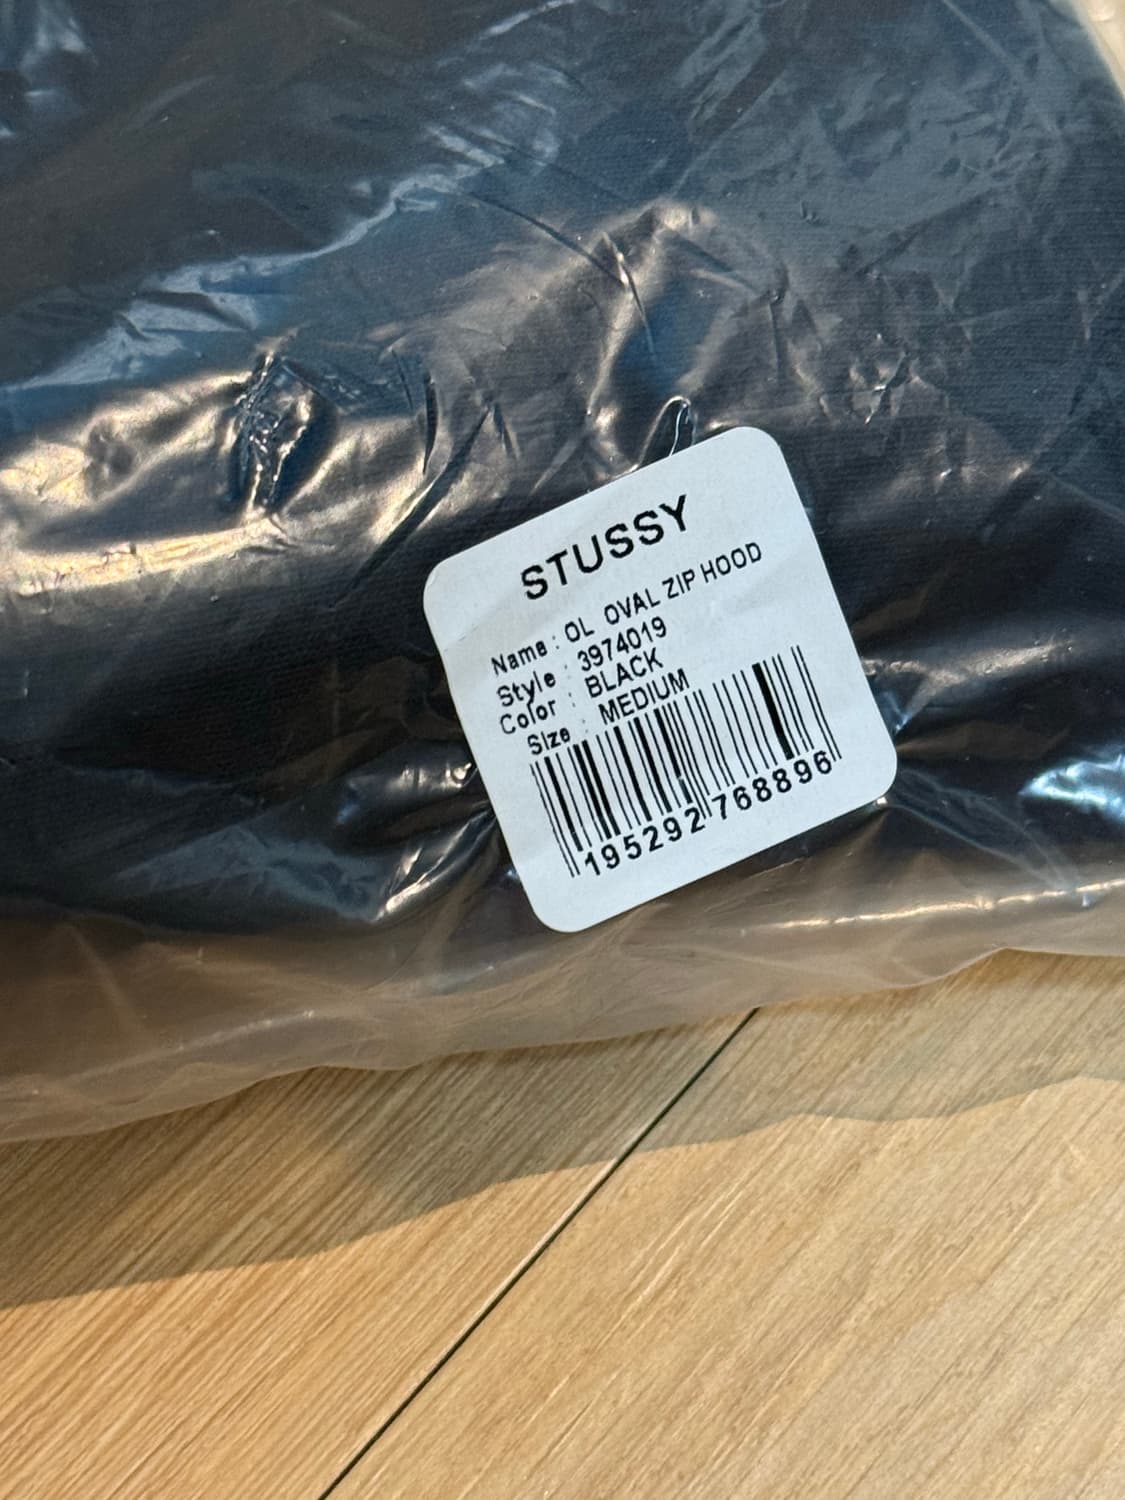 STUSSY
Name : OL OVAL ZIP HOOD
Style : 3974019
Color : BLACK
Size : MEDIUM
195292768896